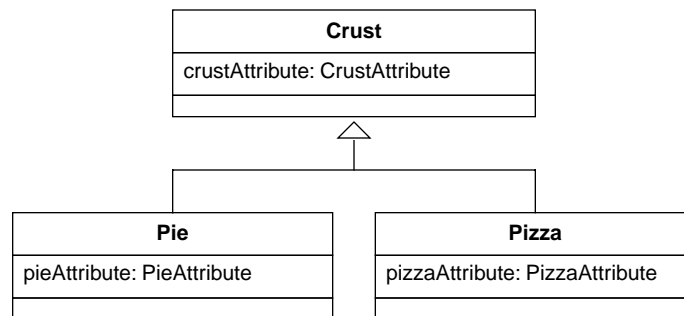 Crust
crustAttribute: CrustAttribute
Pie
Pizza
pieAttribute: PieAttribute
pizzaAttribute: PizzaAttribute